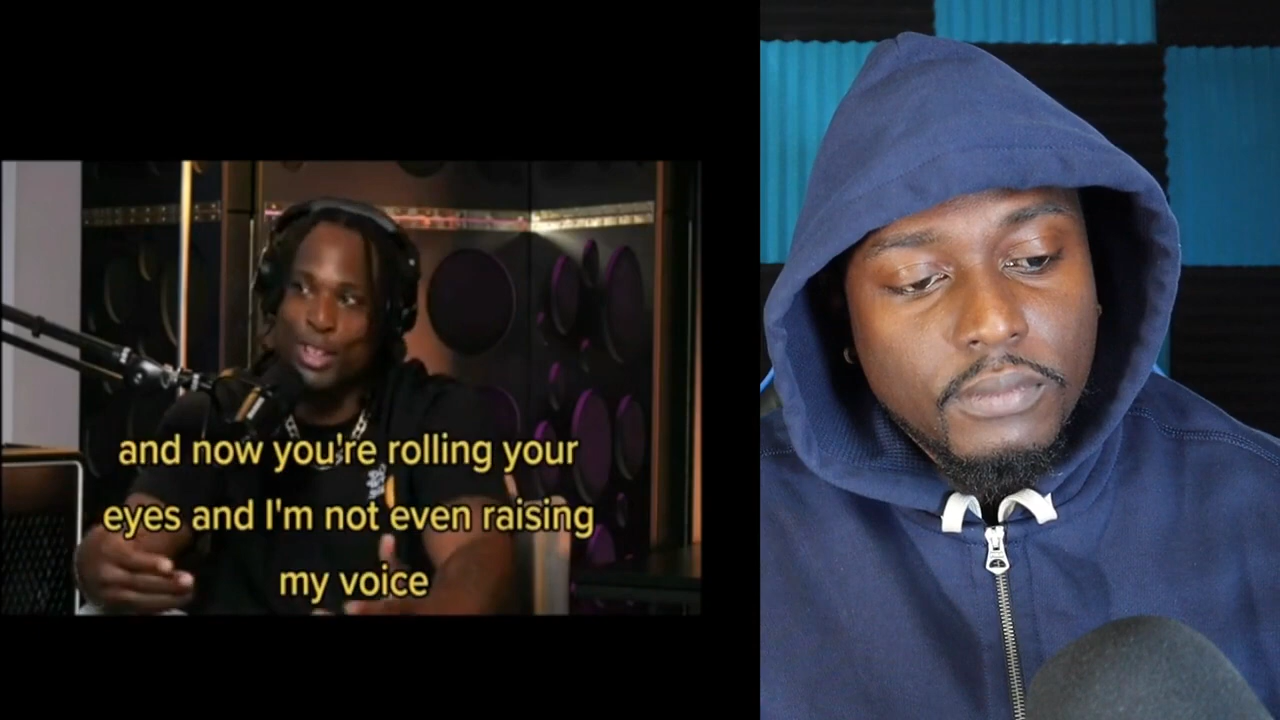 and now you're rolling your
eyes and I'm not even raising
my voice